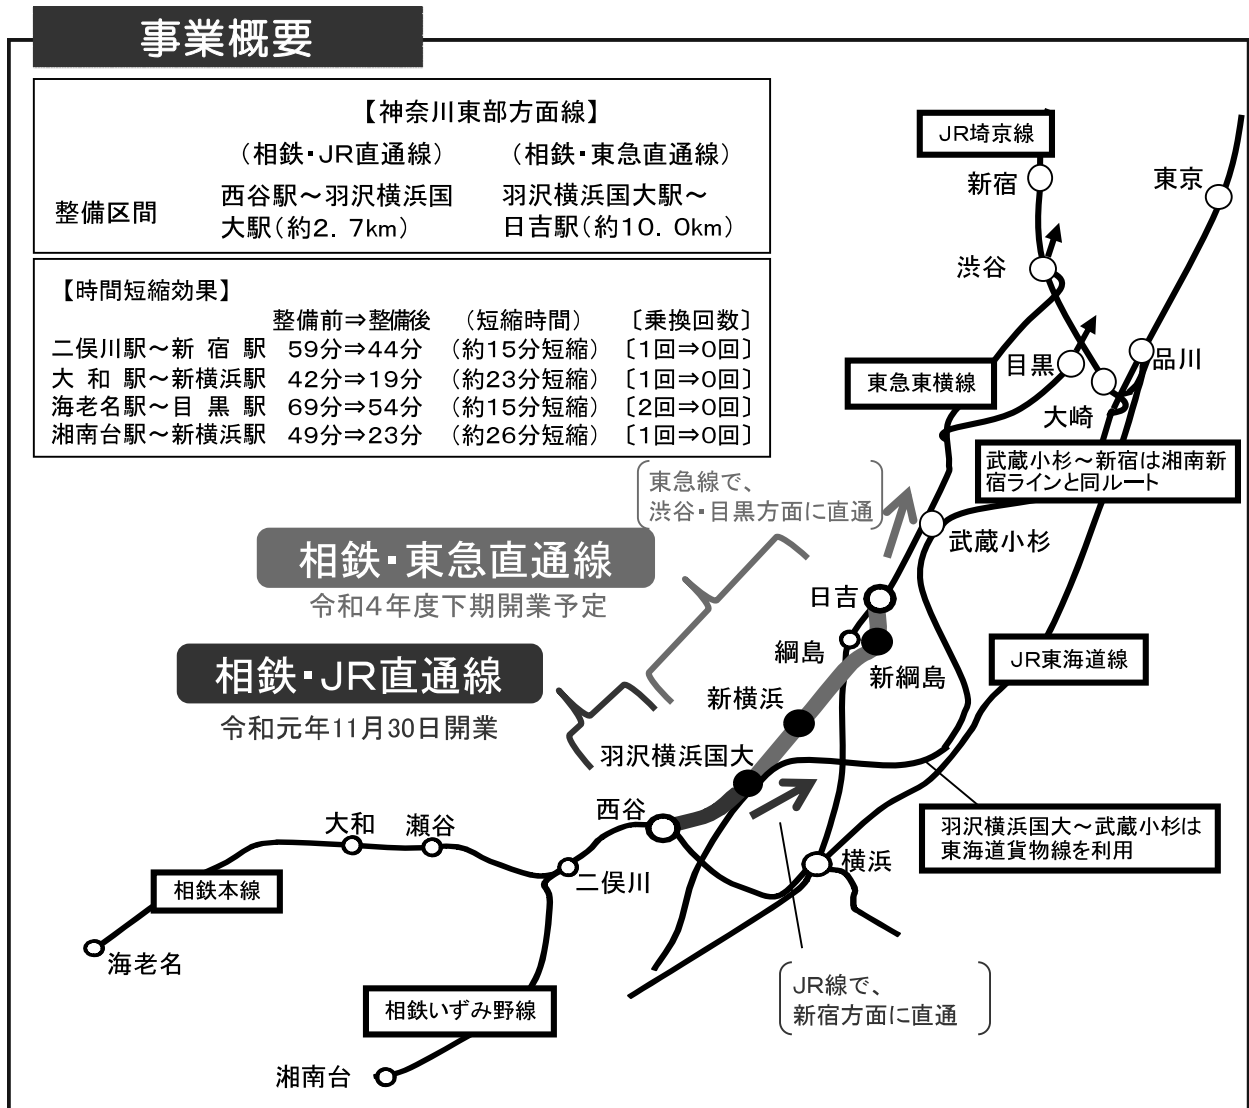 事業概要
【神奈川東部方面線】
（相鉄・JR直通線）　（相鉄・東急直通線）
整備区間
西谷駅～羽沢横浜国
大駅（約2．7km）
羽沢横浜国大駅～
日吉駅（約10．0km）
【時間短縮効果】
整備前⇒整備後　（短縮時間）　〔乗換回数〕
二俣川駅～新 宿 駅　59分⇒44分　（約15分短縮）　〔1回⇒0回〕
大 和 駅～新横浜駅　42分⇒19分　（約23分短縮）　〔1回⇒0回〕
海老名駅～目 黒 駅　69分⇒54分　（約15分短縮）　〔2回⇒0回〕
湘南台駅～新横浜駅　49分⇒23分　（約26分短縮）　〔1回⇒0回〕
JR埼京線
新宿
東京
渋谷
目黒
品川
東急東横線
大崎
武蔵小杉～新宿は湘南新
宿ラインと同ルート
東急線で、
渋谷・目黒方面に直通
武蔵小杉
相鉄・東急直通線
令和４年度下期開業予定
日吉
綱島
新綱島
JR東海道線
相鉄・JR直通線
令和元年11月30日開業
新横浜
羽沢横浜国大
西谷
大和
瀬谷
二俣川
横浜
羽沢横浜国大～武蔵小杉は
東海道貨物線を利用
相鉄本線
海老名
相鉄いずみ野線
JR線で、
新宿方面に直通
湘南台